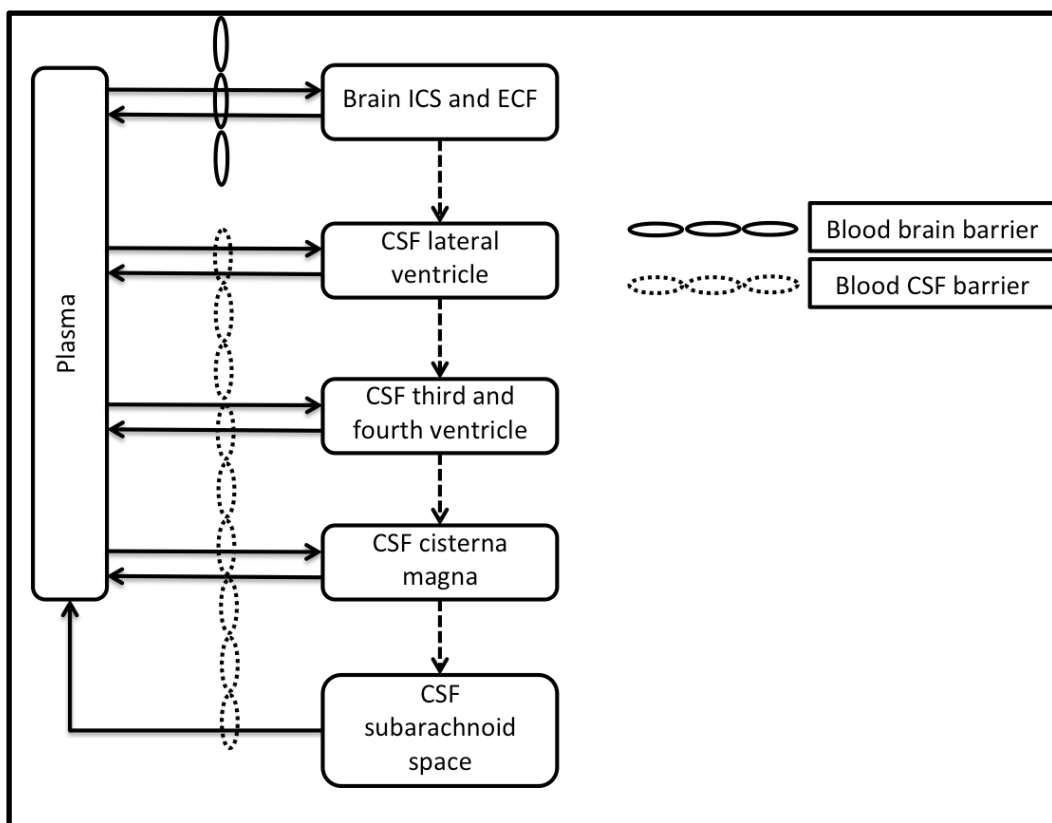 Plasma
Brain ICS and ECF
CSF lateral
ventricle
CSF third and
fourth ventricle
CSF cisterna
magna
CSF
subarachnoid
space
Blood brain barrier
Blood CSF barrier